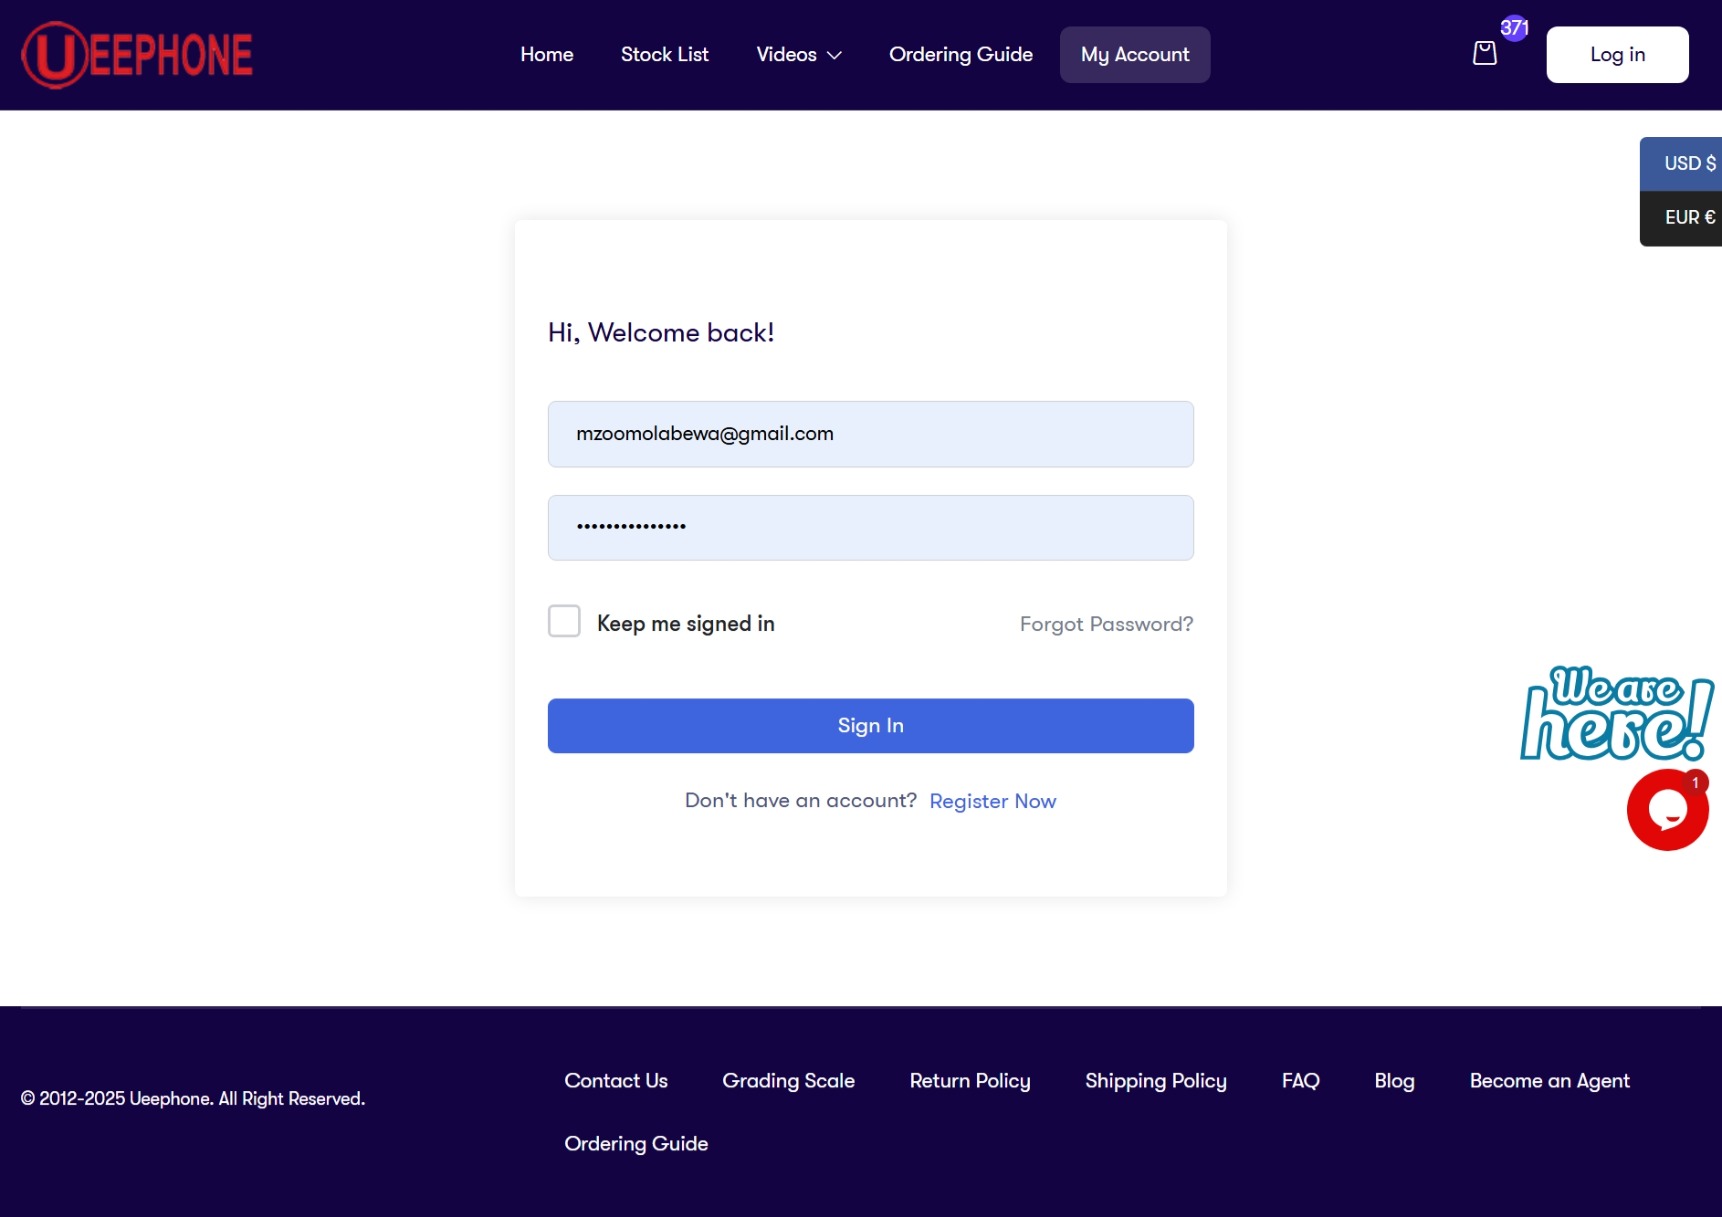 UEEPHONE
Home Stock List Videos Ordering Guide My Account 371 Log in
USD $
EUR €
Hi, Welcome back!
mzoomolabewa@gmail.com
•••••••••••••••
Keep me signed in Forgot Password?
Sign In
Don't have an account? Register Now
We are
here!
1
Contact Us Grading Scale Return Policy Shipping Policy FAQ Blog Become an Agent
© 2012-2025 Ueephone. All Right Reserved.
Ordering Guide